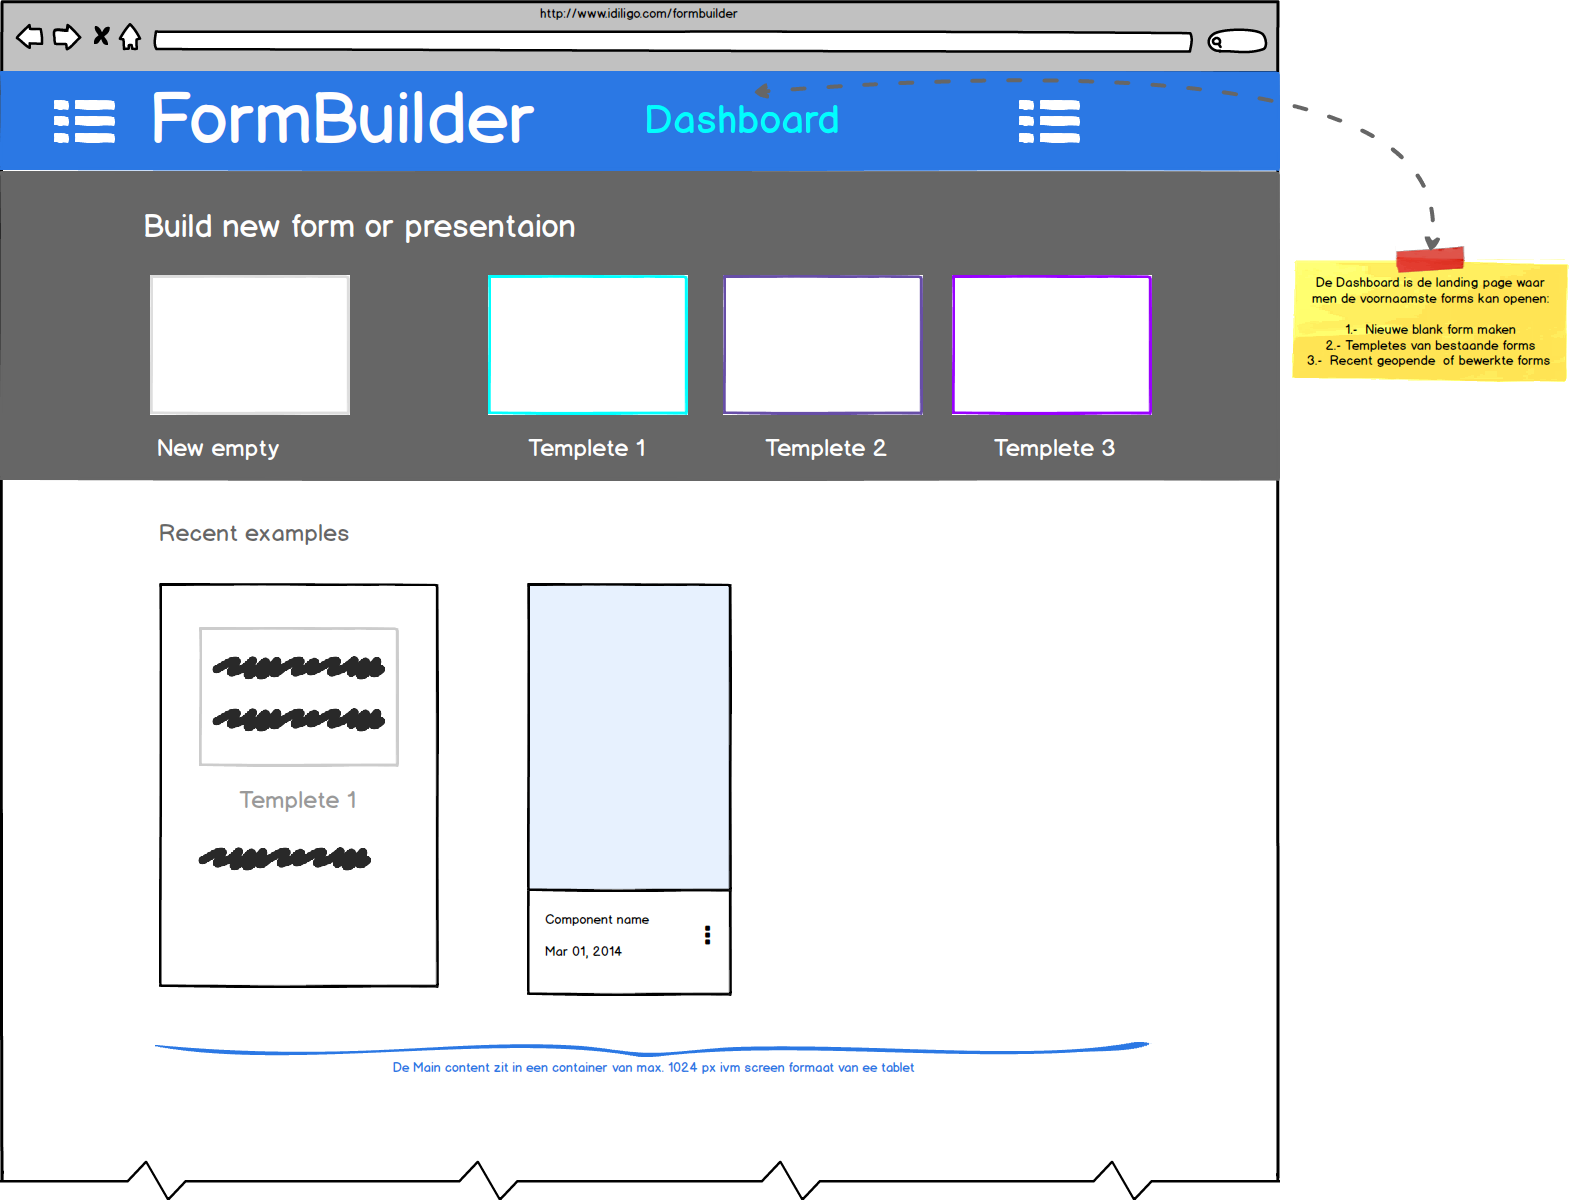 http://www.idiligo.com/formbuilder
FormBuilder
Dashboard
Build new form or presentaion
New empty
Templete 1
Templete 2
Templete 3
De Dashboard is de landing page waar
men de voornaamste forms kan openen:
1.- Nieuwe blank form maken
2.- Templetes van bestaande forms
3.- Recent geopende of bewerkte forms
Recent examples
Templete 1
Component name
Mar 01, 2014
De Main content zit in een container van max. 1024 px ivm screen formaat van ee tablet